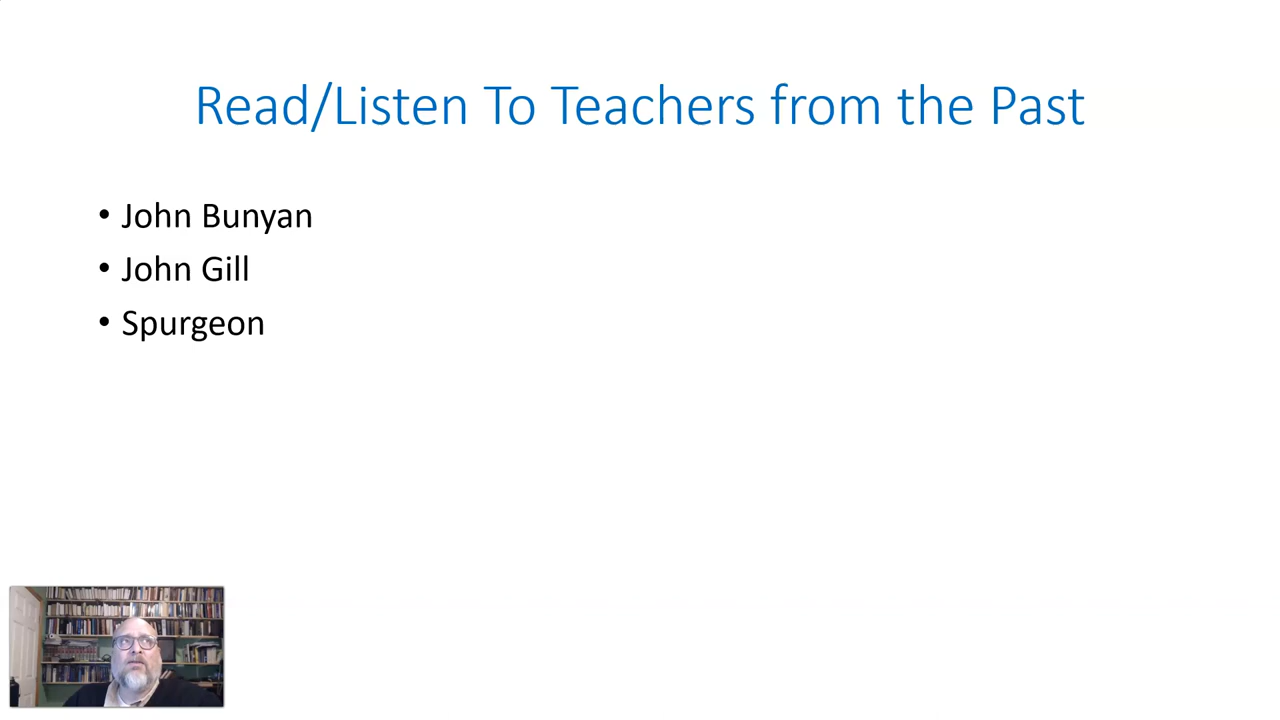 Read/Listen To Teachers from the Past
• John Bunyan
• John Gill
• Spurgeon